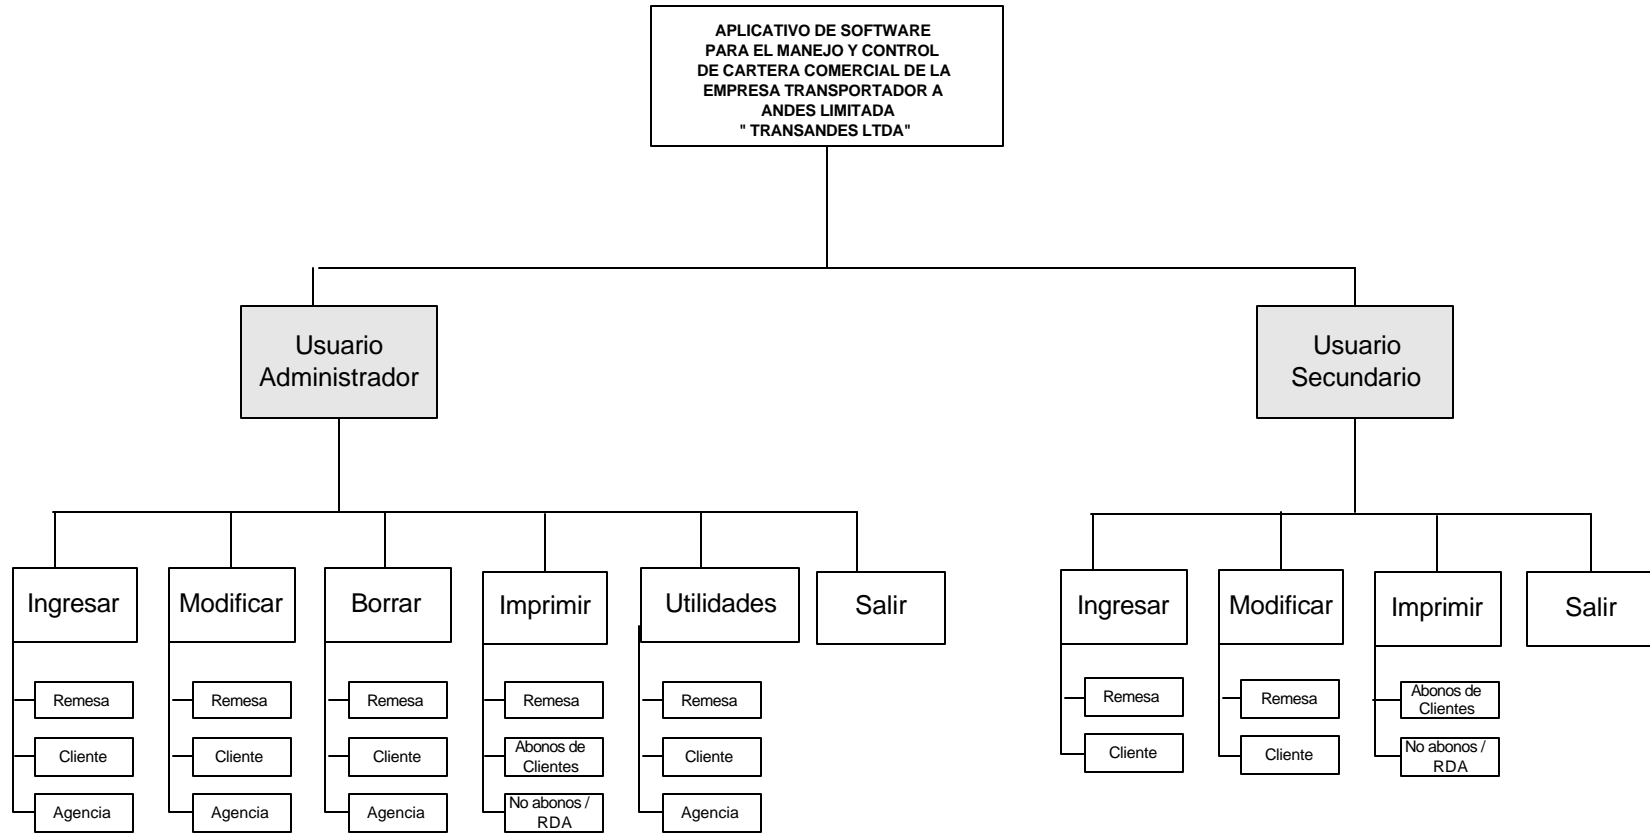 APLICATIVO DE SOFTWARE
PARA EL MANEJO Y CONTROL
DE CARTERA COMERCIAL DE LA
EMPRESA TRANSPORTADOR A
ANDES LIMITADA
" TRANSANDES LTDA"
Usuario
Administrador
Usuario
Secundario
Ingresar
Modificar
Borrar
Imprimir
Utilidades
Salir
Ingresar
Modificar
Imprimir
Salir
Remesa
Remesa
Remesa
Remesa
Remesa
Remesa
Remesa
Abonos de
Clientes
Cliente
Cliente
Cliente
Abonos de
Clientes
Cliente
Cliente
Cliente
No abonos /
RDA
Agencia
Agencia
Agencia
No abonos /
RDA
Agencia